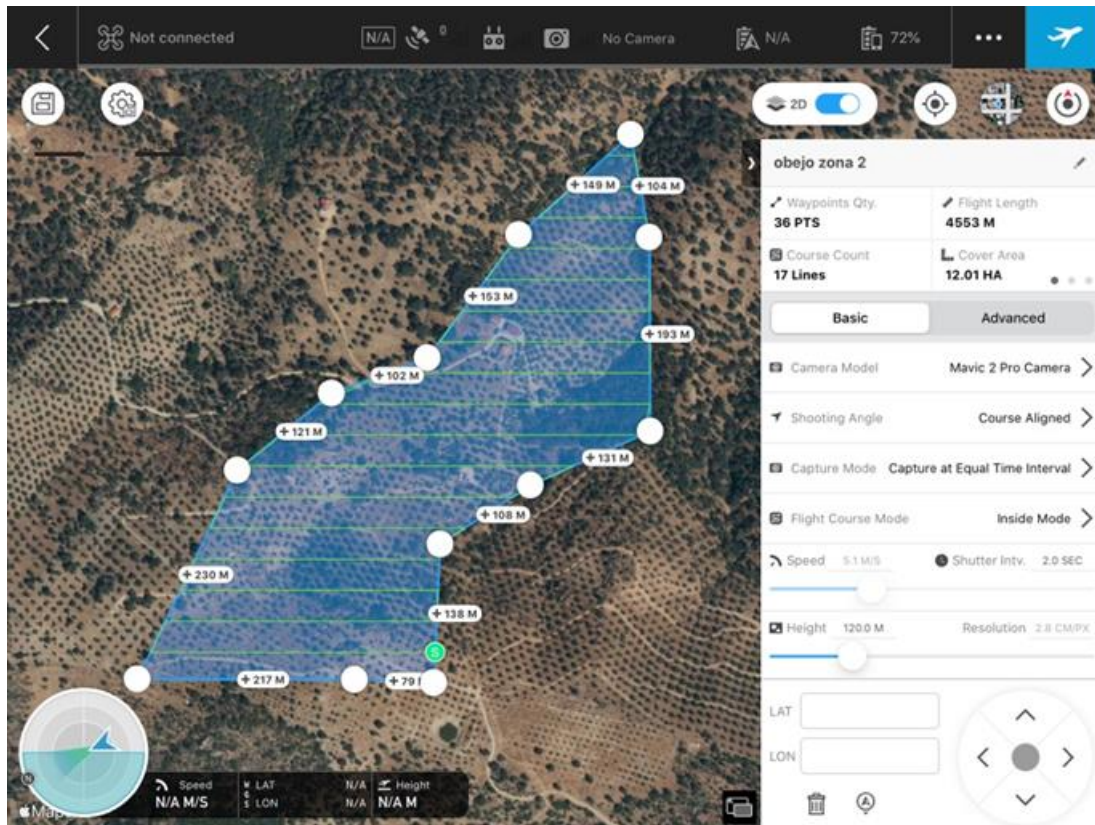 Not connected N/A 0 No Camera N/A 72%
2D
obejo zona 2
Waypoints Qty. Flight Length
36 PTS 4553 M
Course Count Cover Area
17 Lines 12.01 HA
Basic Advanced
Camera Model Mavic 2 Pro Camera
Shooting Angle Course Aligned
Capture Mode Capture at Equal Time Interval
Flight Course Mode Inside Mode
Speed 5.1 M/S Shutter Intv. 2.0 SEC
Height 120.0 M Resolution 2.8 CM/PX
LAT
LON
+ 149 M + 104 M
+ 153 M
+ 193 M
+ 102 M
+ 121 M
+ 131 M
+ 108 M
+ 230 M
+ 138 M
S
+ 217 M + 79
N
Speed WGS LAT N/A Height
N/A M/S LON N/A N/A M